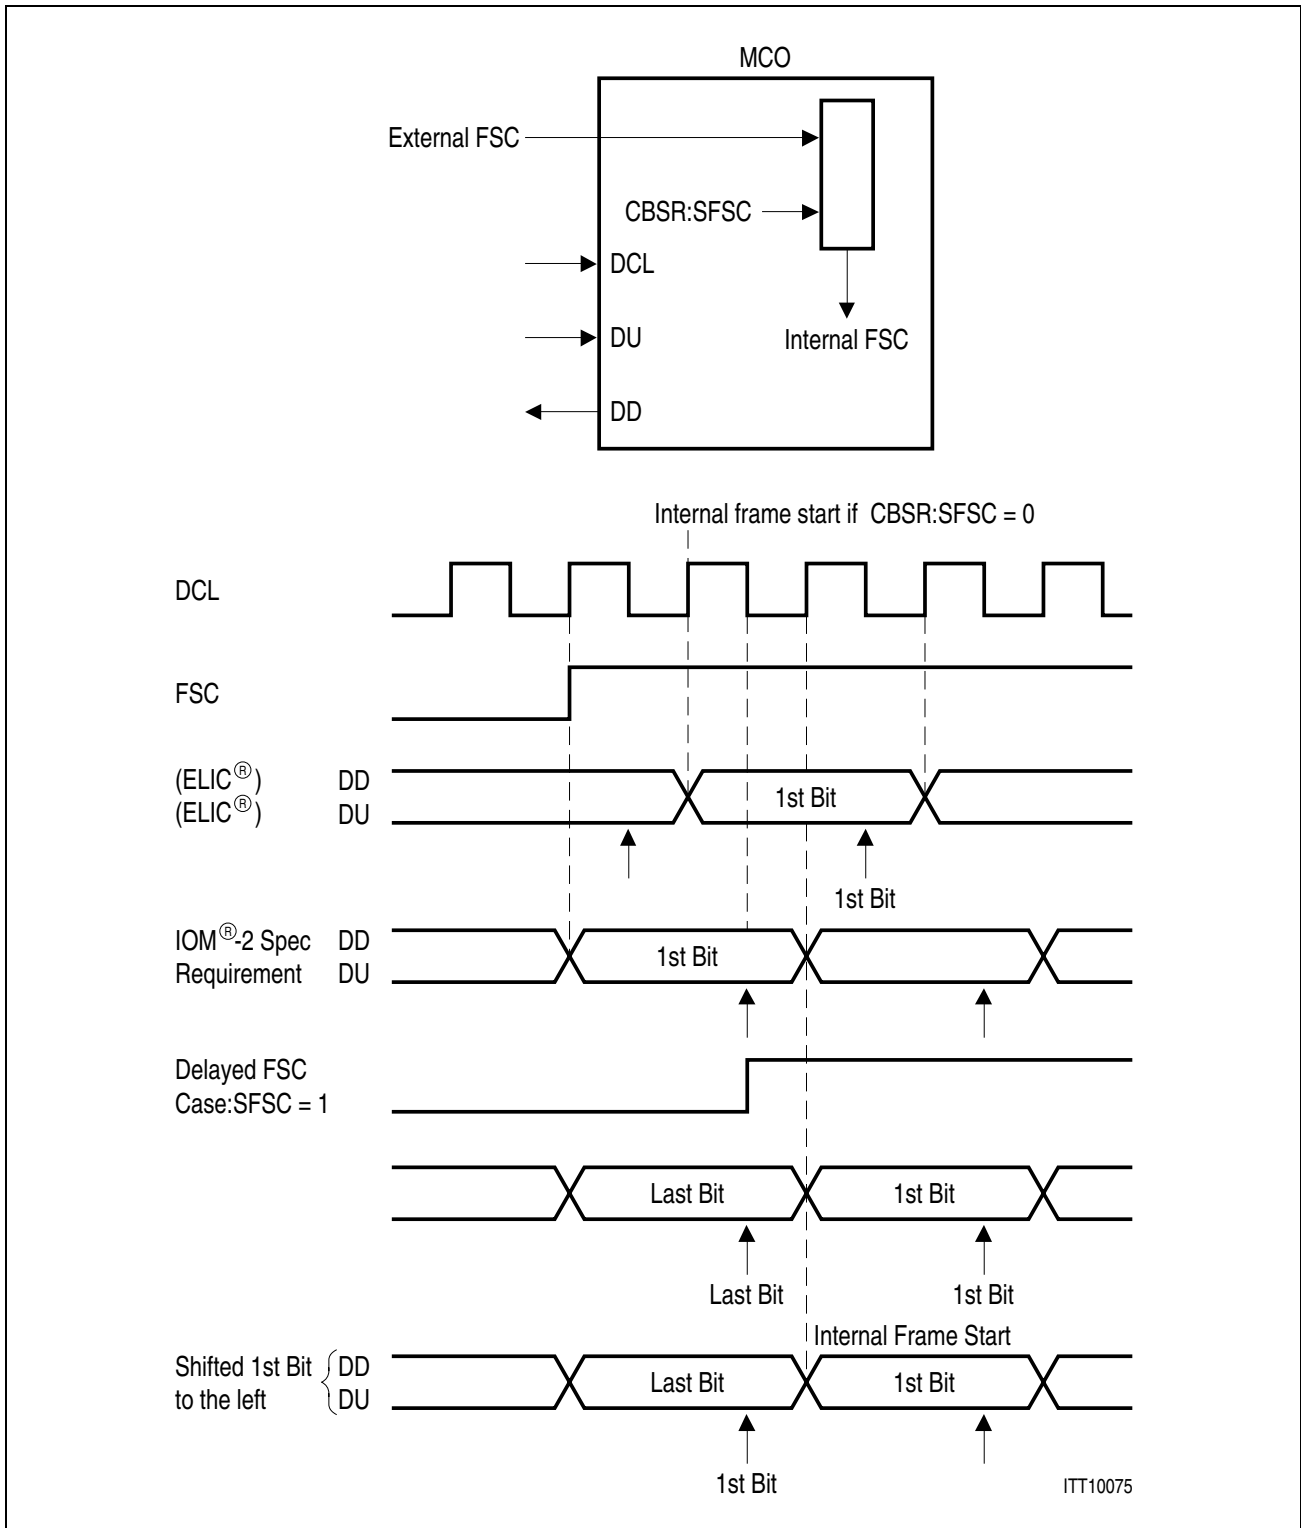 MCO
External FSC
CBSR:SFSC
DCL
DU
Internal FSC
DD
Internal frame start if CBSR:SFSC = 0
DCL
FSC
(ELIC®) DD
(ELIC®) DU
1st Bit
1st Bit
IOM®-2 Spec DD
Requirement DU
1st Bit
Delayed FSC
Case:SFSC = 1
Last Bit 1st Bit
Last Bit 1st Bit
Internal Frame Start
Shifted 1st Bit DD
to the left DU
Last Bit 1st Bit
1st Bit
ITT10075